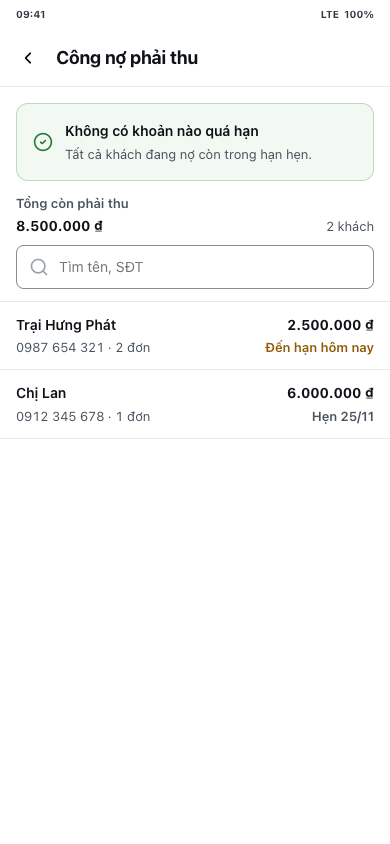 09:41
LTE 100%
Công nợ phải thu
Không có khoản nào quá hạn
Tất cả khách đang nợ còn trong hạn hẹn.
Tổng còn phải thu
8.500.000 ₫
2 khách
Tìm tên, SĐT
Trại Hưng Phát
2.500.000 ₫
0987 654 321 · 2 đơn
Đến hạn hôm nay
Chị Lan
6.000.000 ₫
0912 345 678 · 1 đơn
Hẹn 25/11